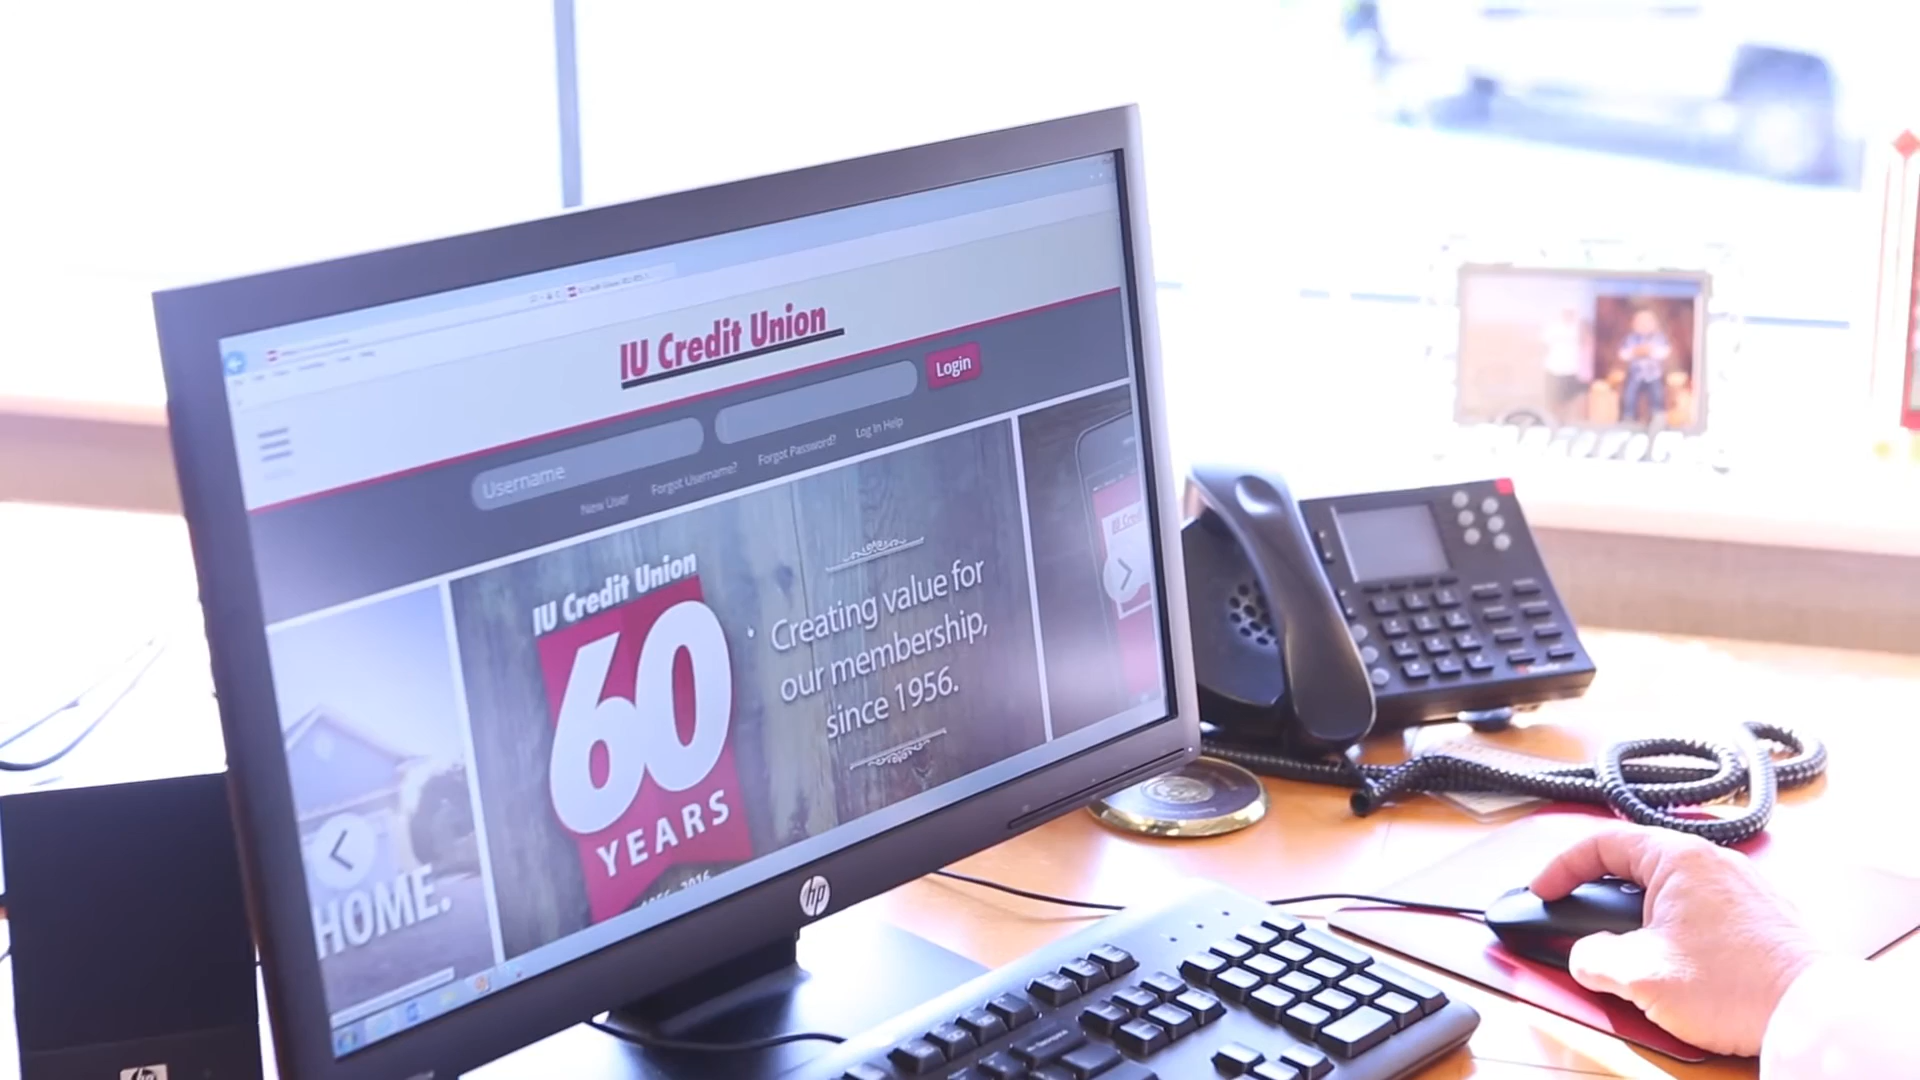 IU Credit Union
Login
Username
New User
Forgot Username?
Forgot Password?
Log In Help
IU Credit Union
60
YEARS
Creating value for
our membership,
since 1956.
HOME.
hp
hp